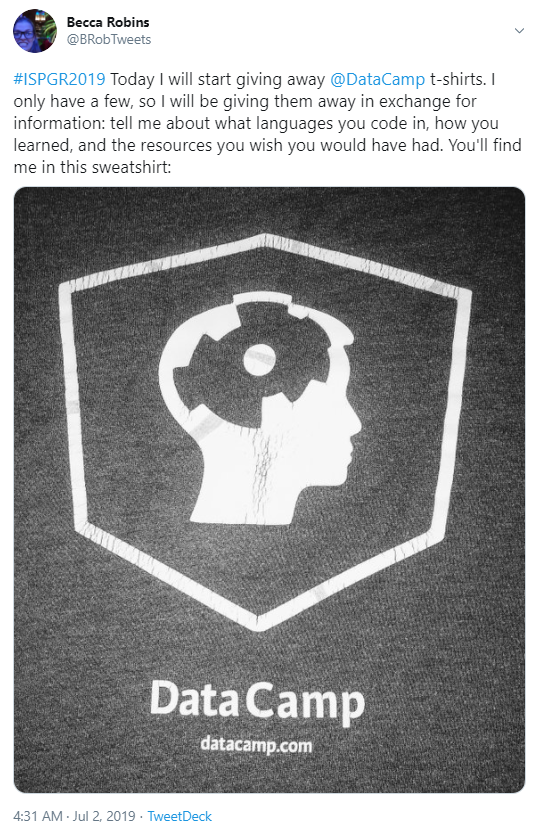 Becca Robins
@BRobTweets
#ISPGR2019 Today I will start giving away @DataCamp t-shirts. I
only have a few, so I will be giving them away in exchange for
information: tell me about what languages you code in, how you
learned, and the resources you wish you would have had. You'll find
me in this sweatshirt:
DataCamp
datacamp.com
4:31 AM · Jul 2, 2019 · TweetDeck